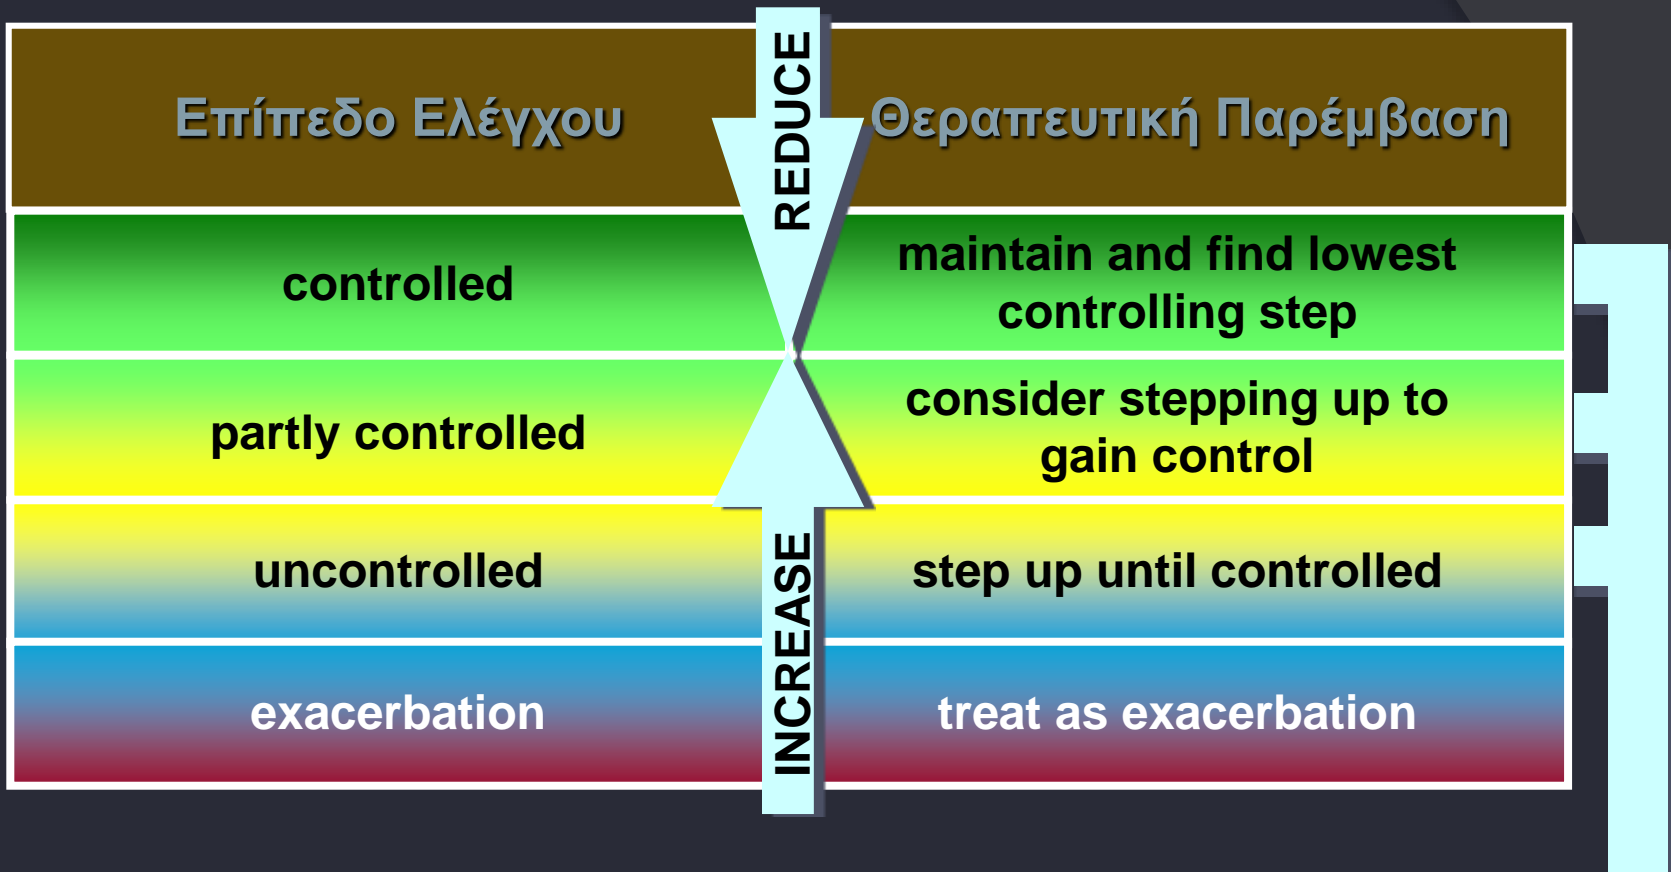 Επίπεδο Ελέγχου
REDUCE
Θεραπευτική Παρέμβαση
controlled
maintain and find lowest
controlling step
partly controlled
consider stepping up to
gain control
uncontrolled
INCREASE
step up until controlled
exacerbation
treat as exacerbation